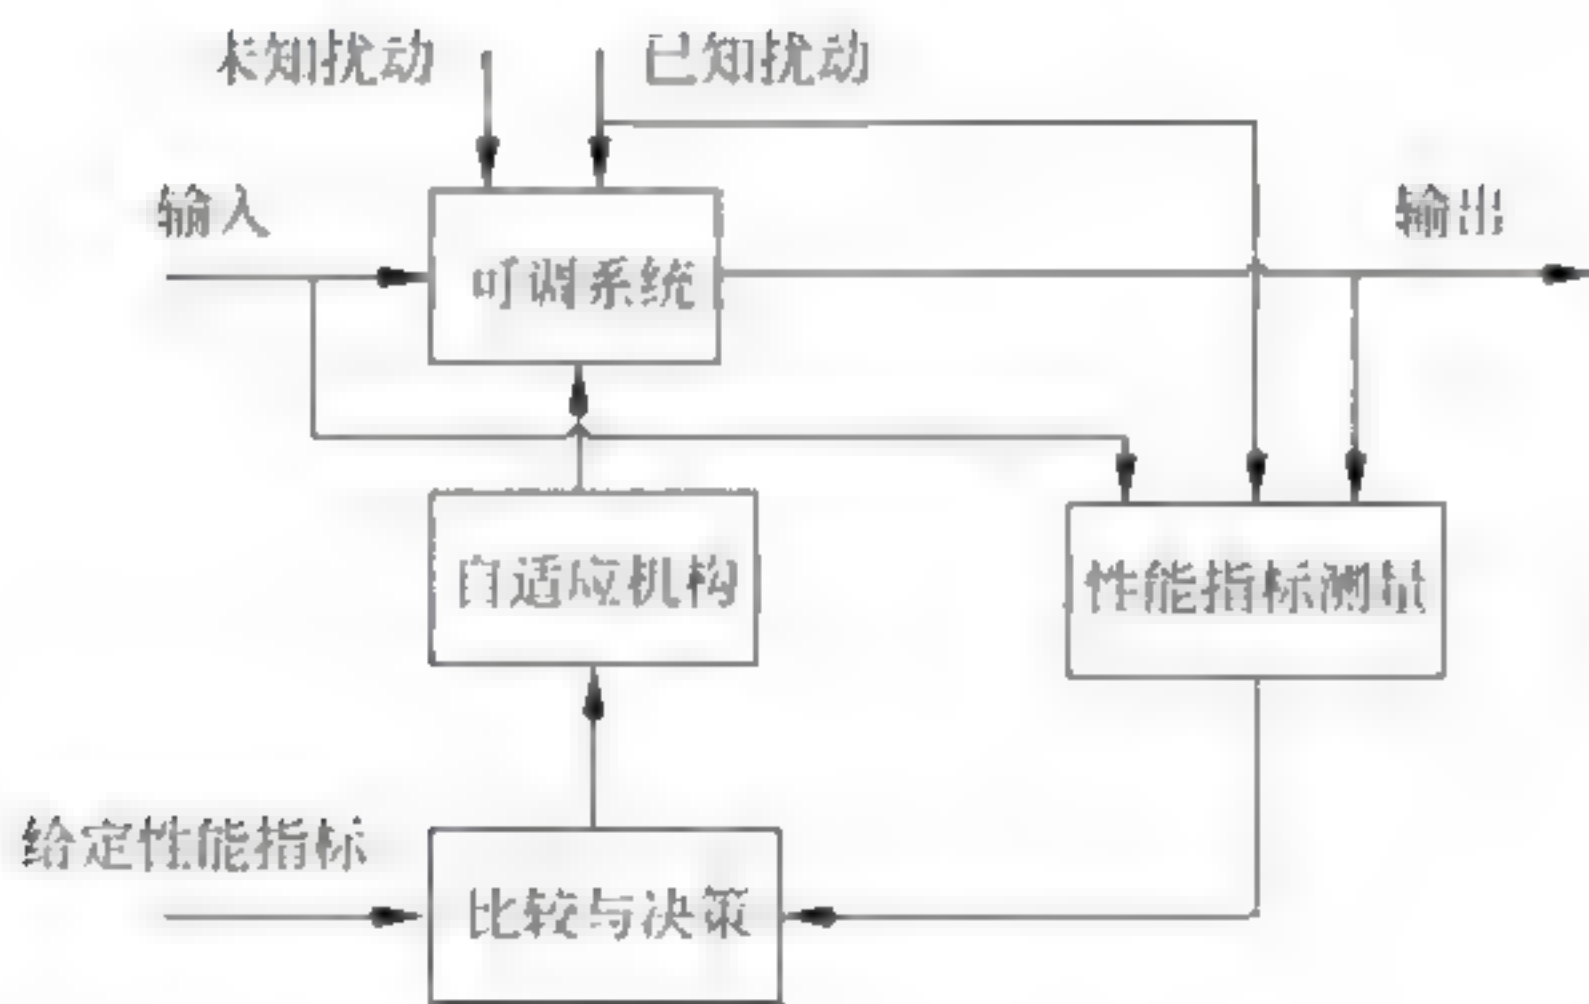 未知扰动
已知扰动
输入
输出
可调系统
自适应机构
性能指标测量
给定性能指标
比较与决策